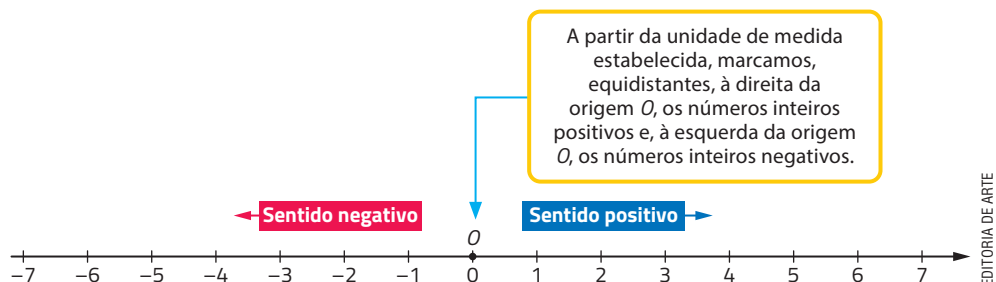 A partir da unidade de medida
estabelecida, marcamos,
equidistantes, à direita da
origem O, os números inteiros
positivos e, à esquerda da origem
O, os números inteiros negativos.
Sentido negativo
Sentido positivo
O
–7 –6 –5 –4 –3 –2 –1 0 1 2 3 4 5 6 7
EDITORIA DE ARTE